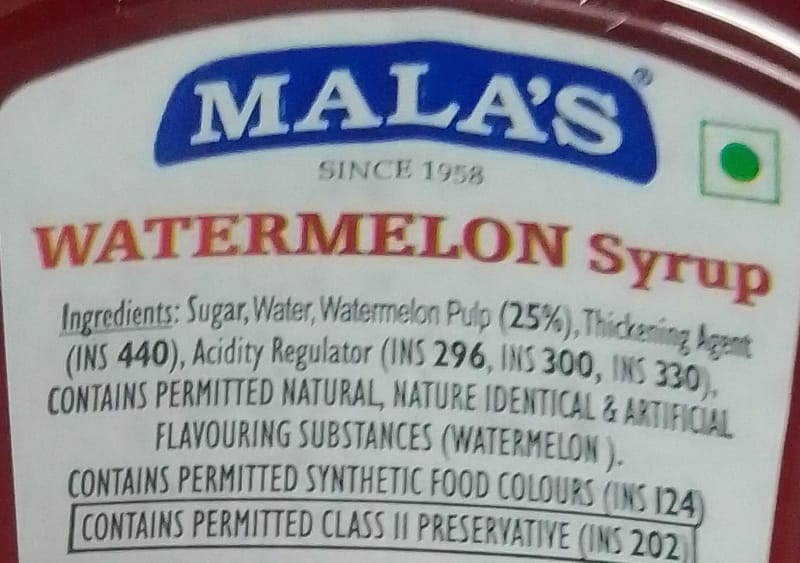 MALA'S®
SINCE 1958
WATERMELON Syrup
Ingredients: Sugar, Water, Watermelon Pulp (25%), Thickening Agent
(INS 440), Acidity Regulator (INS 296, INS 300, INS 330),
CONTAINS PERMITTED NATURAL, NATURE IDENTICAL & ARTIFICIAL
FLAVOURING SUBSTANCES (WATERMELON ).
CONTAINS PERMITTED SYNTHETIC FOOD COLOURS (INS 124)
CONTAINS PERMITTED CLASS II PRESERVATIVE (INS 202)